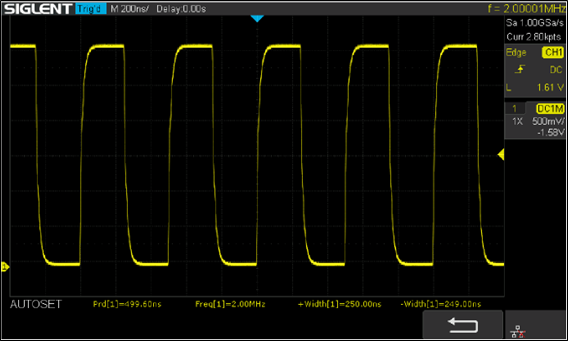 SIGLENT Trig'd M 200ns/ Delay:0.00s f = 2.00001MHz
Sa 1.00GSa/s
Curr 2.80kpts
Edge CH1
DC
L 1.61 V
1 DC1M
1X 500mV/
-1.58V
1
AUTOSET Prd[1]=499.60ns Freq[1]=2.00MHz +Width[1]=250.00ns -Width[1]=249.00ns